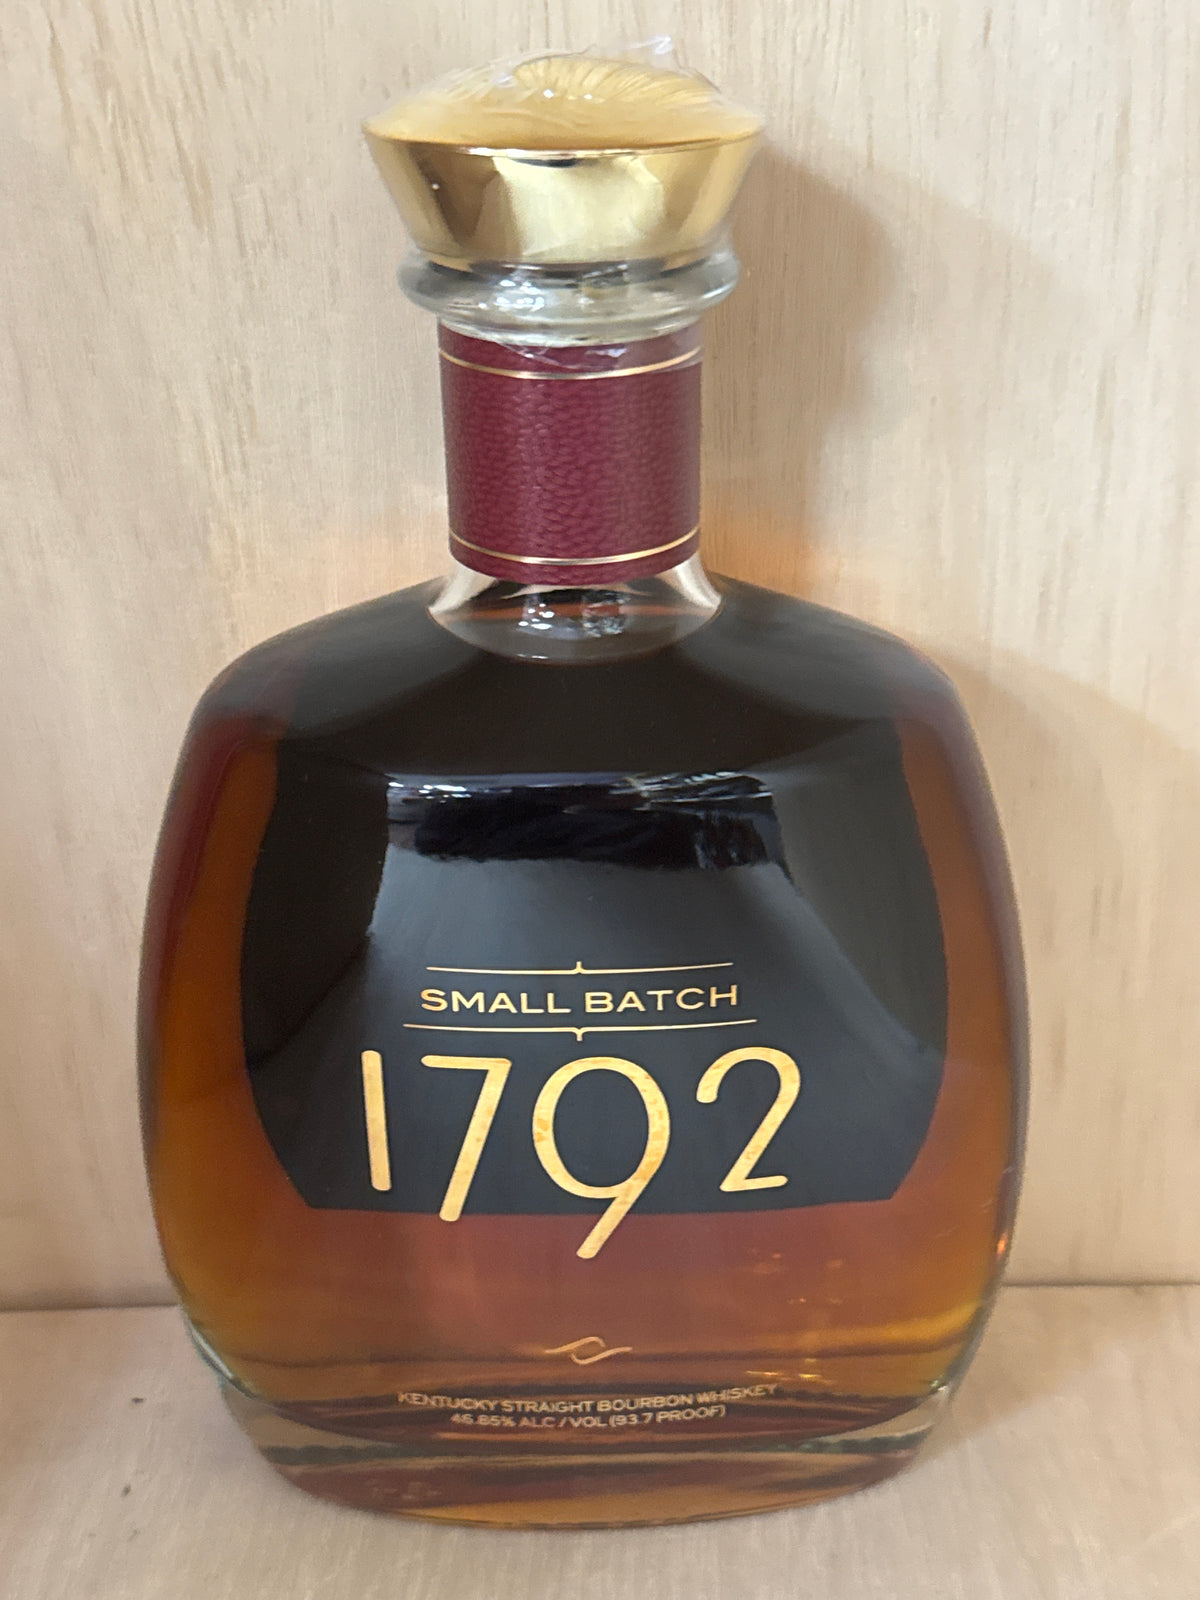 SMALL BATCH
1792
KENTUCKY STRAIGHT BOURBON WHISKEY
46.85% ALC / VOL (93.7 PROOF)